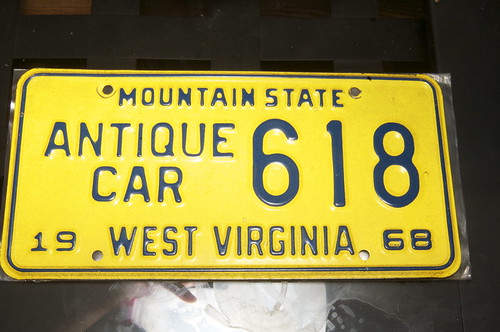 MOUNTAIN STATE
ANTIQUE CAR 618
19 WEST VIRGINIA 68